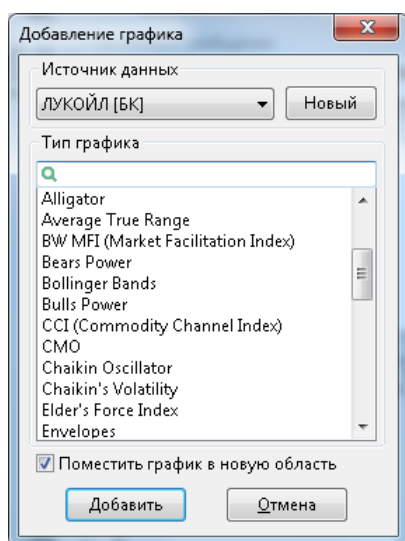 Добавление графика
Источник данных
ЛУКОЙЛ [БК]
Новый
Тип графика
Alligator
Average True Range
BW MFI (Market Facilitation Index)
Bears Power
Bollinger Bands
Bulls Power
CCI (Commodity Channel Index)
CMO
Chaikin Oscillator
Chaikin's Volatility
Elder's Force Index
Envelopes
Поместить график в новую область
Добавить
Отмена